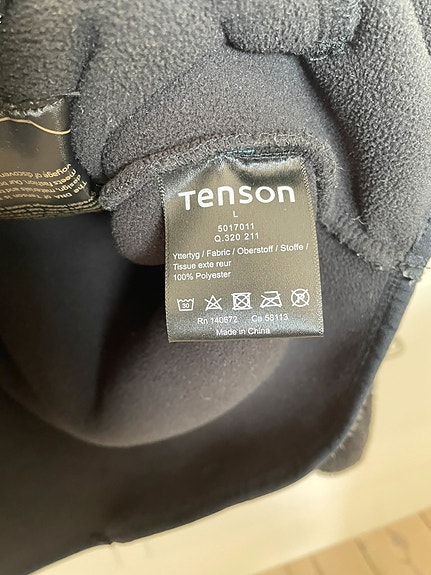 Tenson
L
5017011
Q.320 211
Yttertyg / Fabric / Oberstoff / Stoffe /
Tissue exte reur
100% Polyester
30
Rn 140672 Ca 58113
Made in China